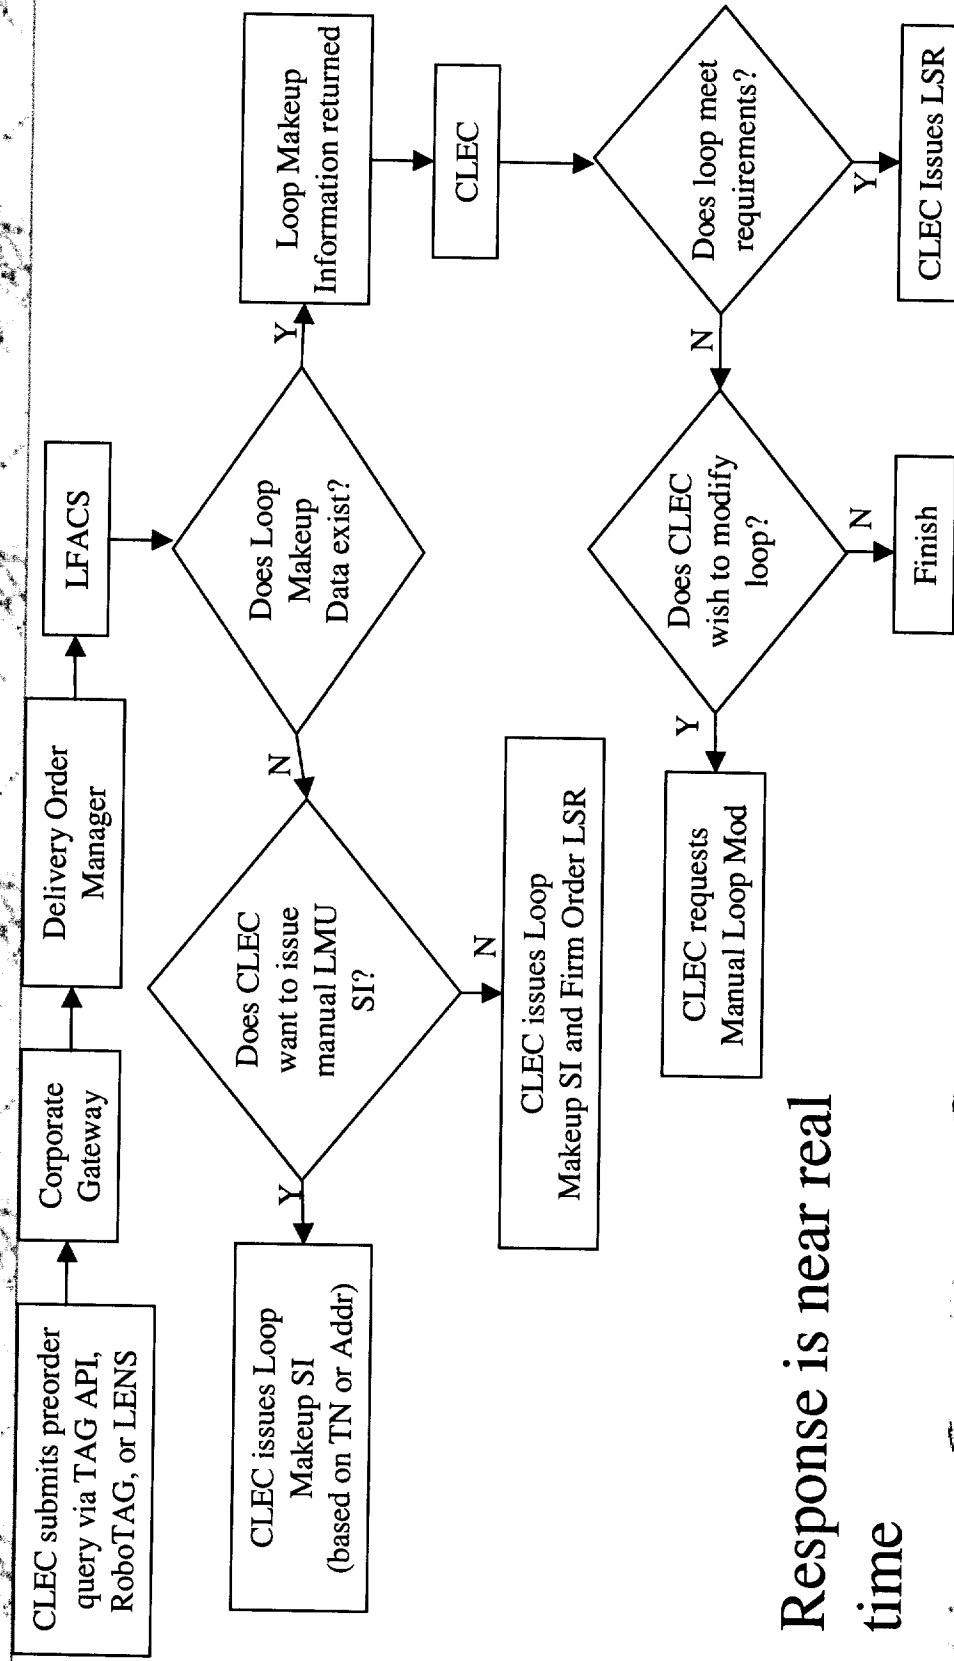 CLEC submits preorder
query via TAG API,
RoboTAG, or LENS
Corporate
Gateway
Delivery Order
Manager
LFACS
Does Loop
Makeup
Data exist?
Y
Loop Makeup
Information returned
N
Does CLEC
want to issue
manual LMU
SI?
Y
CLEC issues Loop
Makeup SI
(based on TN or Addr)
N
CLEC issues Loop
Makeup SI and Firm Order LSR
CLEC
Does loop meet
requirements?
Y
CLEC Issues LSR
N
Does CLEC
wish to modify
loop?
Y
CLEC requests
Manual Loop Mod
N
Finish
Response is near real
time